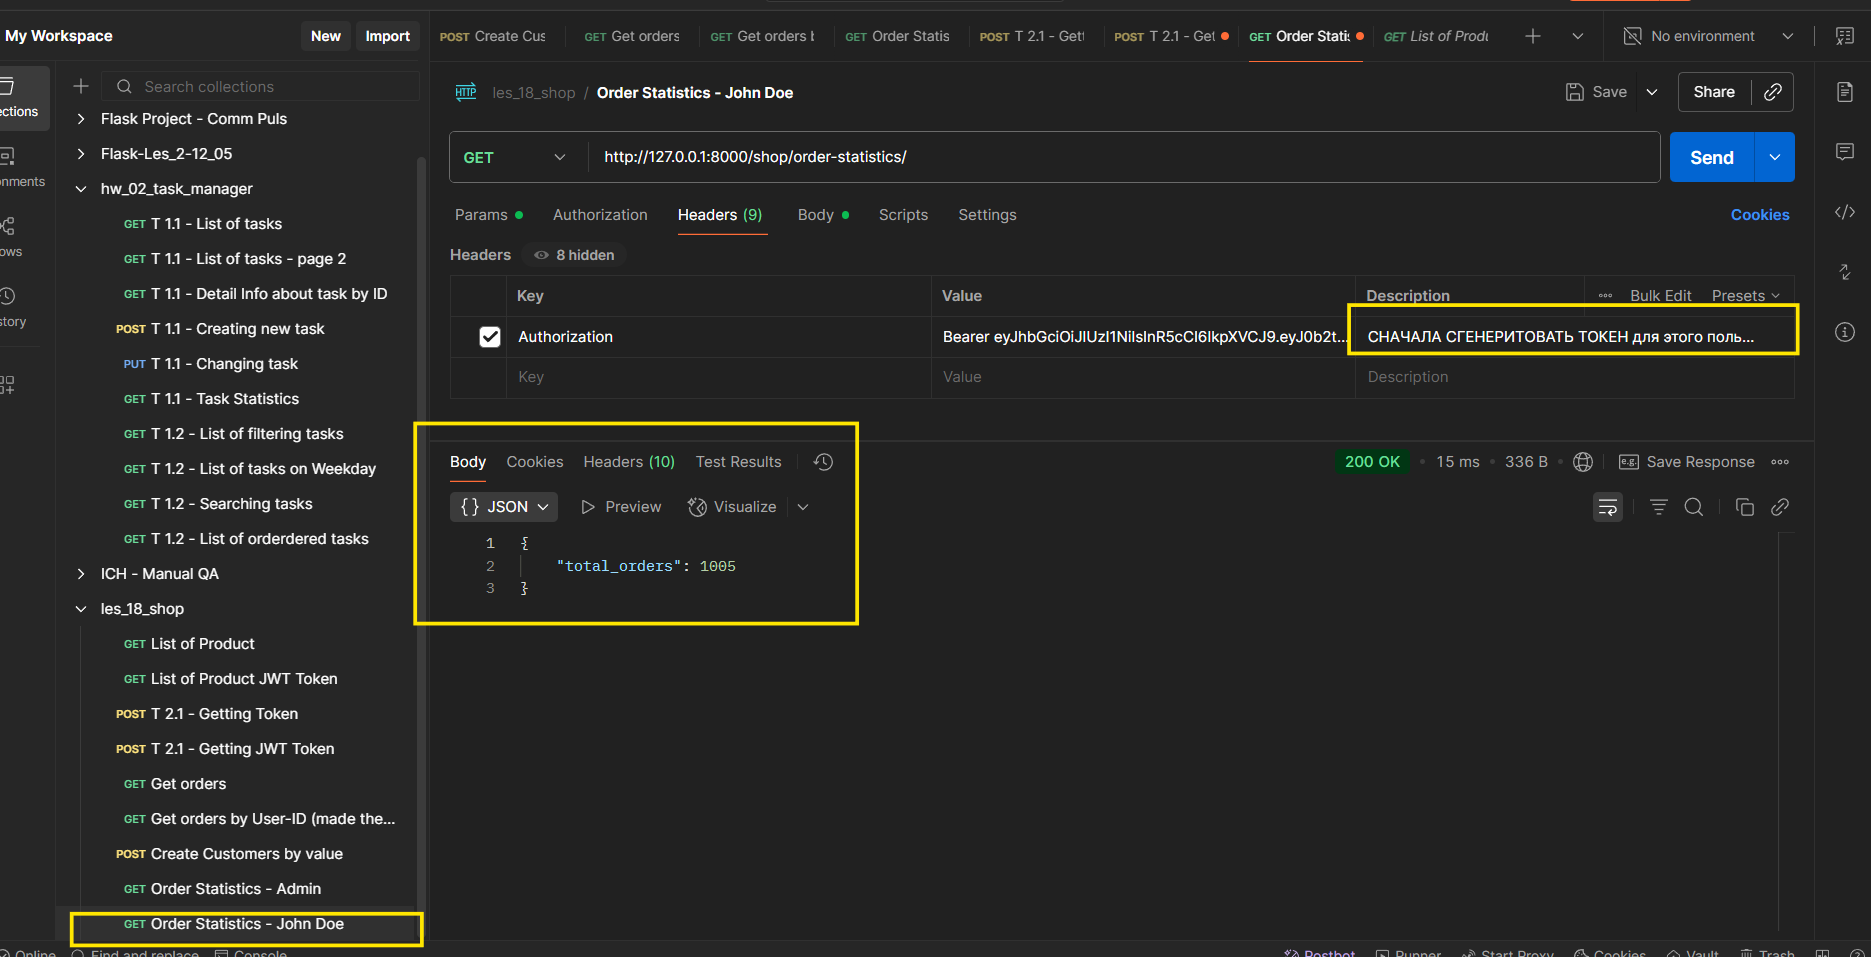 My Workspace
New
Import
POST Create Cus
GET Get orders
GET Get orders
GET Order Statis
POST T 2.1 - Get
POST T 2.1 - Get
GET Order Statis
GET List of Prod
No environment
Search collections
Flask Project - Comm Puls
Flask-Les_2-12_05
hw_02_task_manager
GET T 1.1 - List of tasks
GET T 1.1 - List of tasks - page 2
GET T 1.1 - Detail Info about task by ID
POST T 1.1 - Creating new task
PUT T 1.1 - Changing task
GET T 1.1 - Task Statistics
GET T 1.2 - List of filtering tasks
GET T 1.2 - List of tasks on Weekday
GET T 1.2 - Searching tasks
GET T 1.2 - List of orderdered tasks
ICH - Manual QA
les_18_shop
GET List of Product
GET List of Product JWT Token
POST T 2.1 - Getting Token
POST T 2.1 - Getting JWT Token
GET Get orders
GET Get orders by User-ID (made the...
POST Create Customers by value
GET Order Statistics - Admin
GET Order Statistics - John Doe
ctions
nments
ows
story
HTTP les_18_shop / Order Statistics - John Doe
Save
Share
GET http://127.0.0.1:8000/shop/order-statistics/
Send
Params Authorization Headers (9) Body Scripts Settings Cookies
Headers 8 hidden
Key Value Description Bulk Edit Presets
Authorization Bearer eyJhbGciOiJIUzI1NiIsInR5cCI6IkpXVCJ9.eyJ0b2t... СНАЧАЛА СГЕНЕРИТОВАТЬ ТОКЕН для этого поль...
Key Value Description
Body Cookies Headers (10) Test Results
200 OK 15 ms 336 B e.g. Save Response
{} JSON Preview Visualize
1 {
2 "total_orders": 1005
3 }
Online Find and replace Console
Postbot Runner Start Proxy Cookies Vault Trash